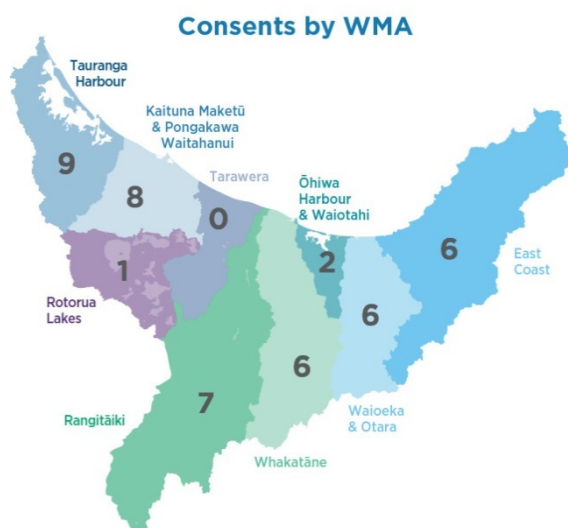 Consents by WMA
Tauranga
Harbour
Kaituna Maketū
& Pongakawa
Waitahanui
Tarawera
Ōhiwa
Harbour
& Waiotahi
9
8
0
2
6
East
Coast
1
Rotorua
Lakes
6
6
7
Rangitāiki
Waioeka
& Otara
Whakatāne